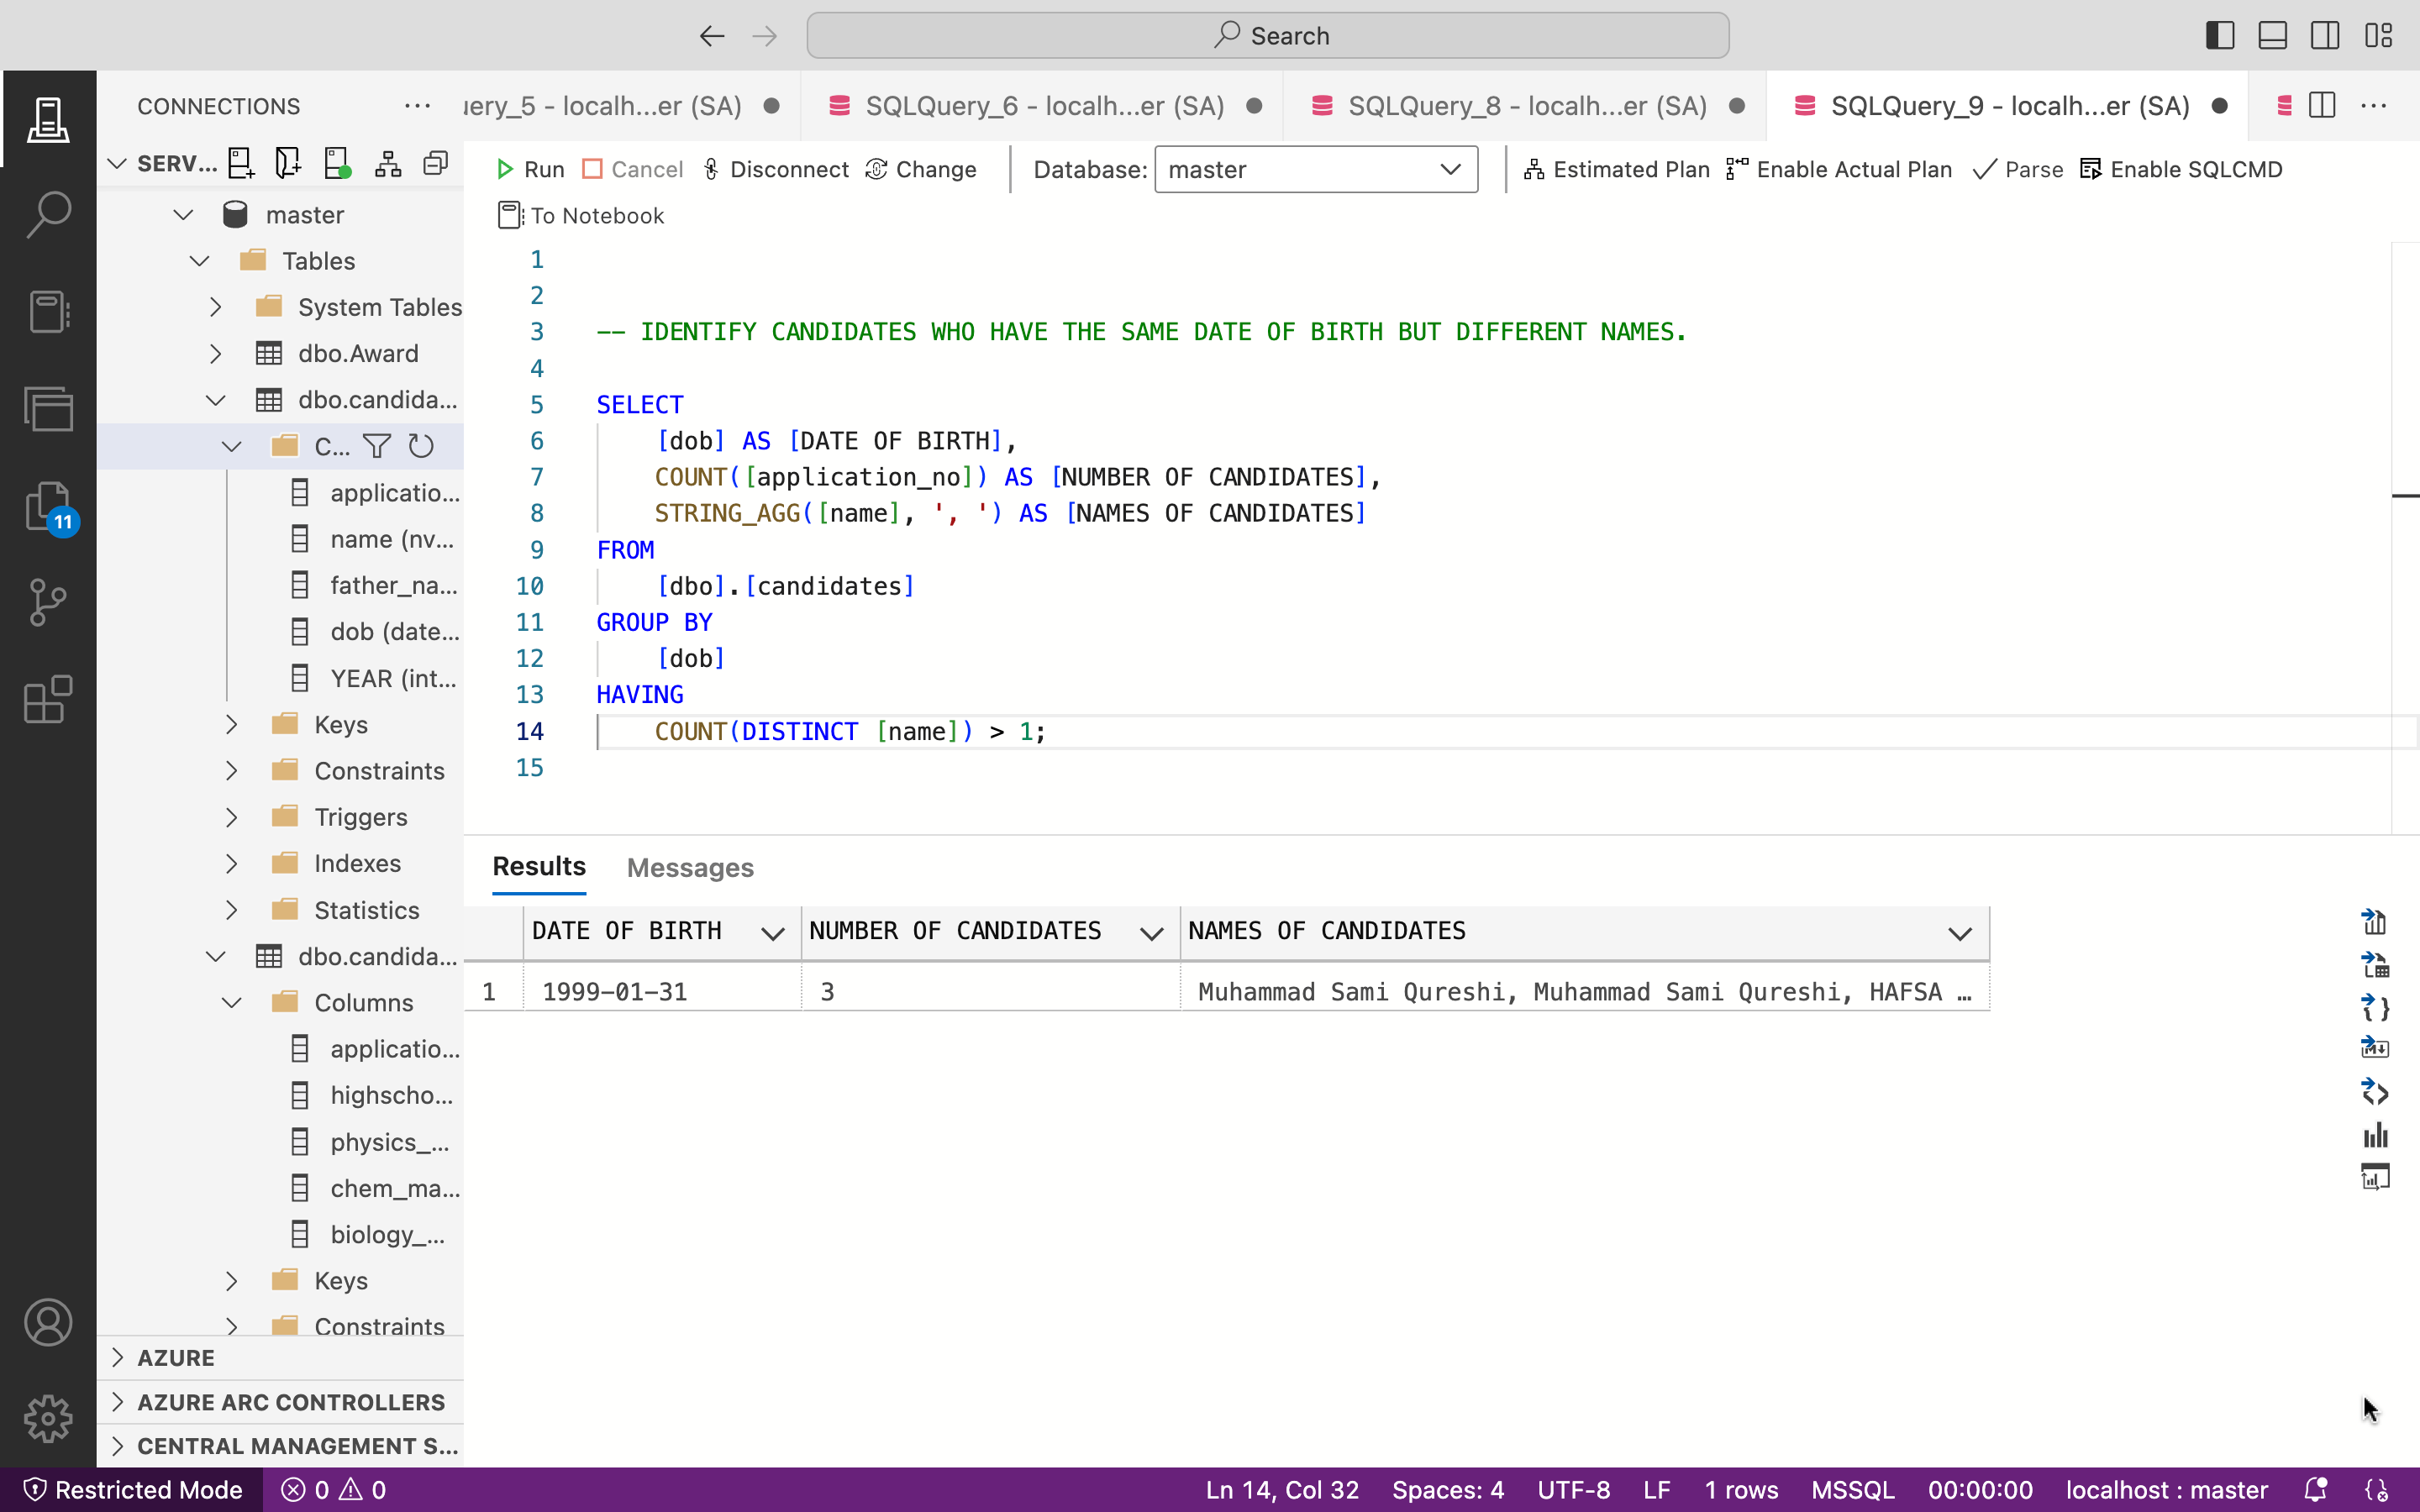 Search
CONNECTIONS
ery_5 - localh...er (SA)
SQLQuery_6 - localh...er (SA)
SQLQuery_8 - localh...er (SA)
SQLQuery_9 - localh...er (SA)
SERV...
Run
Cancel
Disconnect
Change
Database:
master
Estimated Plan
Enable Actual Plan
Parse
Enable SQLCMD
To Notebook
master
Tables
System Tables
dbo.Award
dbo.candida...
C...
applicatio...
name (nv...
father_na...
dob (date...
YEAR (int...
Keys
Constraints
Triggers
Indexes
Statistics
dbo.candida...
Columns
applicatio...
highscho...
physics_...
chem_ma...
biology_...
Keys
Constraints
AZURE
AZURE ARC CONTROLLERS
CENTRAL MANAGEMENT S...
11
1
2
3 -- IDENTIFY CANDIDATES WHO HAVE THE SAME DATE OF BIRTH BUT DIFFERENT NAMES.
4
5 SELECT
6 [dob] AS [DATE OF BIRTH],
7 COUNT([application_no]) AS [NUMBER OF CANDIDATES],
8 STRING_AGG([name], ', ') AS [NAMES OF CANDIDATES]
9 FROM
10 [dbo].[candidates]
11 GROUP BY
12 [dob]
13 HAVING
14 COUNT(DISTINCT [name]) > 1;
15
Results Messages
DATE OF BIRTH NUMBER OF CANDIDATES NAMES OF CANDIDATES
1 1999-01-31 3 Muhammad Sami Qureshi, Muhammad Sami Qureshi, HAFSA …
Restricted Mode 0 0 Ln 14, Col 32 Spaces: 4 UTF-8 LF 1 rows MSSQL 00:00:00 localhost : master